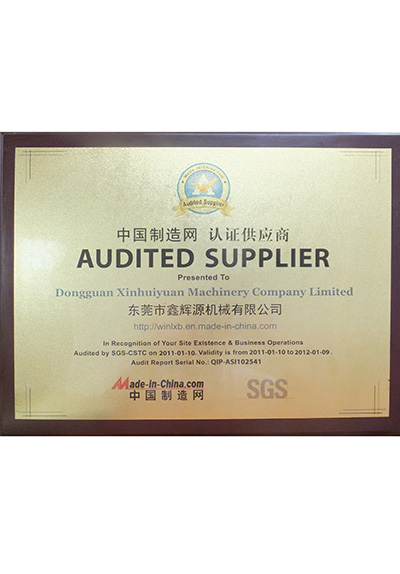 Made-in-China.com
Audited Supplier
中国制造网 认证供应商
AUDITED SUPPLIER
Presented To
Dongguan Xinhuiyuan Machinery Company Limited
东莞市鑫辉源机械有限公司
http://winlxb.en.made-in-china.com
In Recognition of Your Site Existence & Business Operations
Audited by SGS-CSTC on 2011-01-10. Validity is from 2011-01-10 to 2012-01-09.
Audit Report Serial No.: QIP-ASI102541
Made-in-China.com
中国制造网
SGS